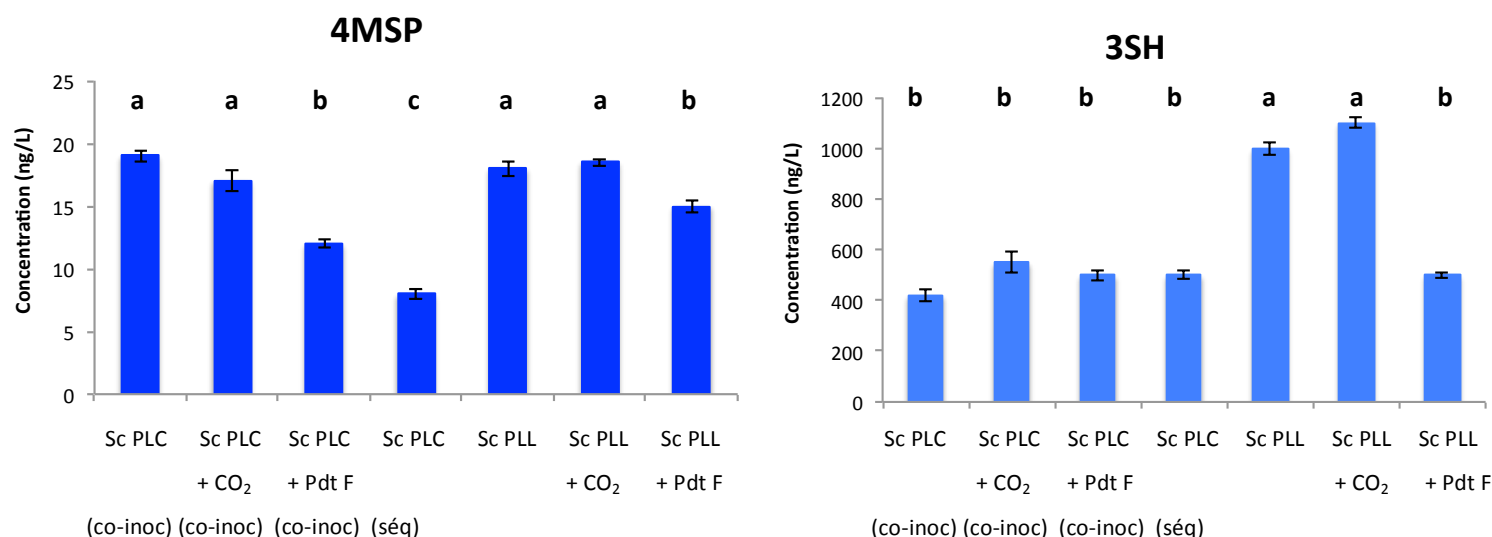 4MSP
Concentration (ng/L)
25
20
15
10
5
0
a a b c a a b
Sc PLC Sc PLC Sc PLC Sc PLC Sc PLL Sc PLL Sc PLL
+ CO₂ + Pdt F + CO₂ + Pdt F
(co-inoc) (co-inoc) (co-inoc) (séq)
3SH
Concentration (ng/L)
1200
1000
800
600
400
200
0
b b b b a a b
Sc PLC Sc PLC Sc PLC Sc PLC Sc PLL Sc PLL Sc PLL
+ CO₂ + Pdt F + CO₂ + Pdt F
(co-inoc) (co-inoc) (co-inoc) (séq)